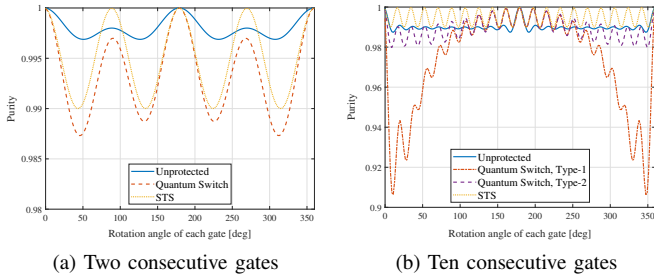 1
0.995
0.99
0.985
0.98
Purity
Unprotected
Quantum Switch
STS
0 50 100 150 200 250 300 350
Rotation angle of each gate [deg]
(a) Two consecutive gates
1
0.98
0.96
0.94
0.92
0.9
Purity
Unprotected
Quantum Switch, Type-1
Quantum Switch, Type-2
STS
0 50 100 150 200 250 300 350
Rotation angle of each gate [deg]
(b) Ten consecutive gates